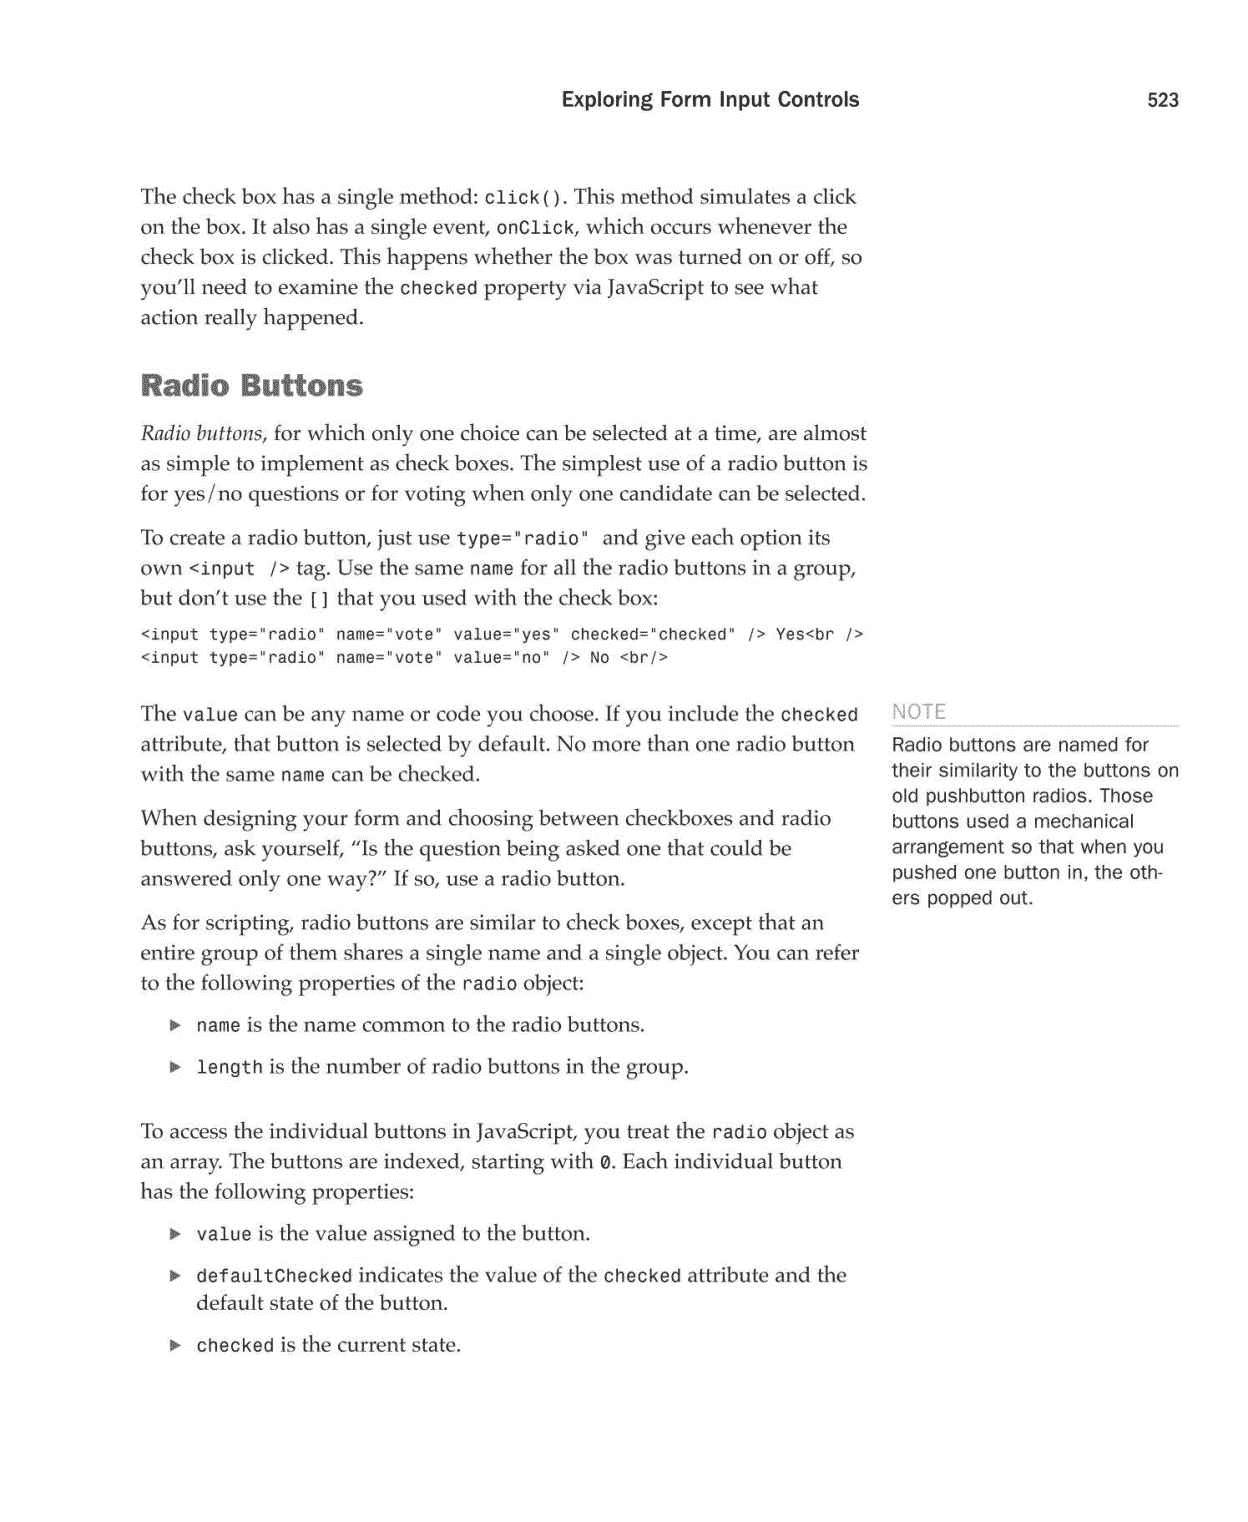 Exploring Form Input Controls 523
The check box has a single method: click(). This method simulates a click
on the box. It also has a single event, onClick, which occurs whenever the
check box is clicked. This happens whether the box was turned on or off, so
you'll need to examine the checked property via JavaScript to see what
action really happened.
Radio Buttons
Radio buttons, for which only one choice can be selected at a time, are almost
as simple to implement as check boxes. The simplest use of a radio button is
for yes/no questions or for voting when only one candidate can be selected.
To create a radio button, just use type="radio" and give each option its
own <input /> tag. Use the same name for all the radio buttons in a group,
but don't use the [] that you used with the check box:
<input type="radio" name="vote" value="yes" checked="checked" /> Yes<br />
<input type="radio" name="vote" value="no" /> No <br/>
The value can be any name or code you choose. If you include the checked
attribute, that button is selected by default. No more than one radio button
with the same name can be checked.
When designing your form and choosing between checkboxes and radio
buttons, ask yourself, "Is the question being asked one that could be
answered only one way?" If so, use a radio button.
As for scripting, radio buttons are similar to check boxes, except that an
entire group of them shares a single name and a single object. You can refer
to the following properties of the radio object:
► name is the name common to the radio buttons.
► length is the number of radio buttons in the group.
To access the individual buttons in JavaScript, you treat the radio object as
an array. The buttons are indexed, starting with 0. Each individual button
has the following properties:
► value is the value assigned to the button.
► defaultChecked indicates the value of the checked attribute and the
default state of the button.
► checked is the current state.
NOTE
Radio buttons are named for
their similarity to the buttons on
old pushbutton radios. Those
buttons used a mechanical
arrangement so that when you
pushed one button in, the oth-
ers popped out.